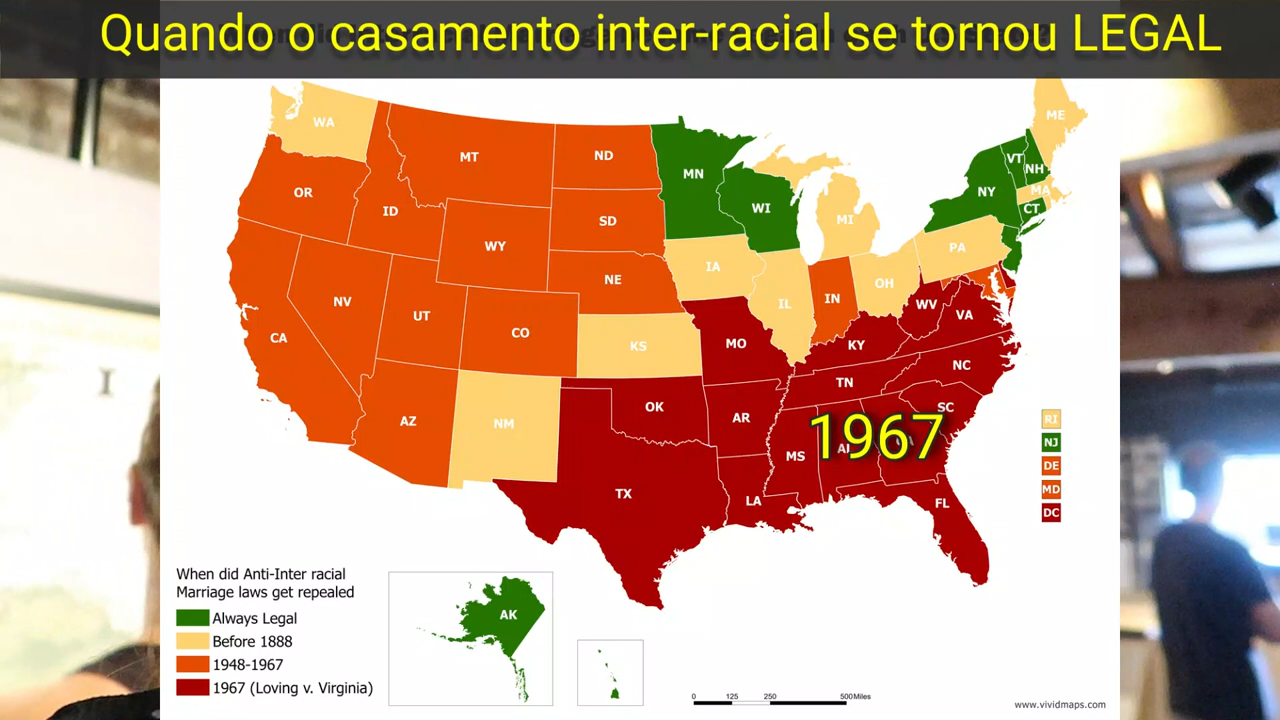 Quando o casamento inter-racial se tornou LEGAL
WA
MT
ND
MN
ME
VT
NH
OR
ID
SD
WI
NY
MA
CT
WY
MI
IA
PA
NE
NV
UT
IL
IN
OH
CO
WV
VA
CA
KS
MO
KY
NC
TN
AZ
NM
OK
AR
SC
1967
MS
TX
LA
FL
RI
NJ
DE
MD
DC
When did Anti-Inter racial
Marriage laws get repealed
Always Legal
Before 1888
1948-1967
1967 (Loving v. Virginia)
AK
0 125 250 500 Miles
www.vividmaps.com